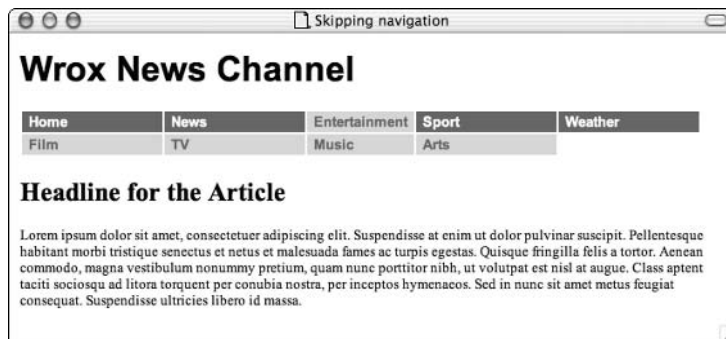 Skipping navigation
Wrox News Channel
Home News Entertainment Sport Weather
Film TV Music Arts
Headline for the Article
Lorem ipsum dolor sit amet, consectetuer adipiscing elit. Suspendisse at enim ut dolor pulvinar suscipit. Pellentesque
habitant morbi tristique senectus et netus et malesuada fames ac turpis egestas. Quisque fringilla felis a tortor. Aenean
commodo, magna vestibulum nonummy pretium, quam nunc porttitor nibh, ut volutpat est nisl at augue. Class aptent
taciti sociosqu ad litora torquent per conubia nostra, per inceptos hymenaeos. Sed in nunc sit amet metus feugiat
consequat. Suspendisse ultricies libero id massa.